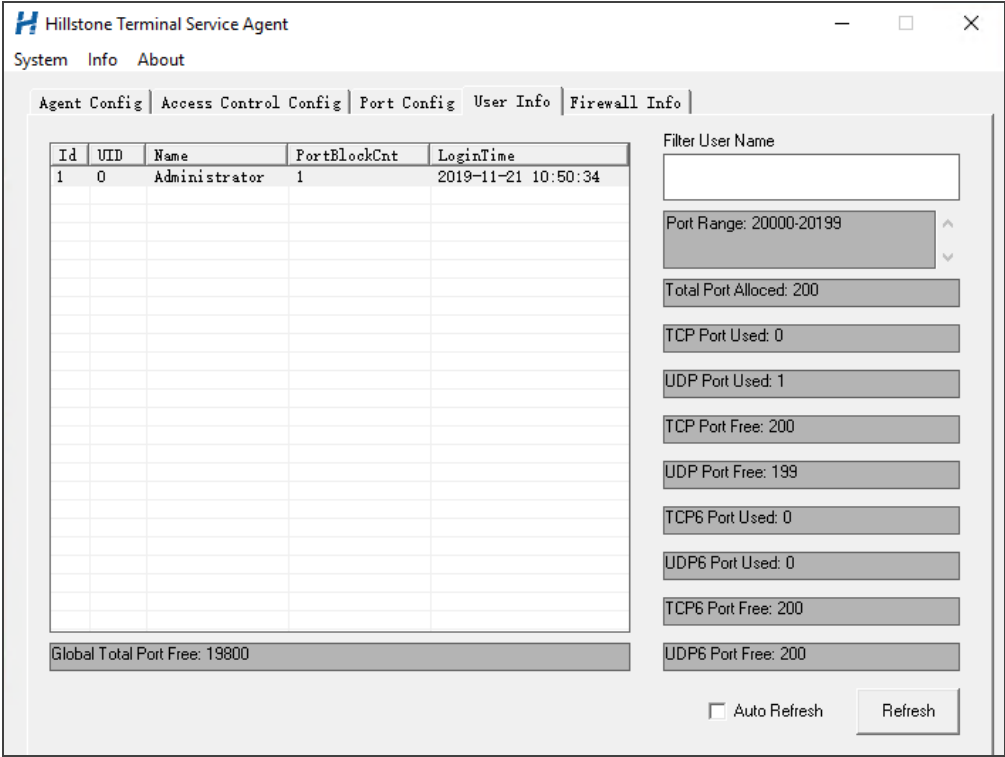 Hillstone Terminal Service Agent
System Info About
Agent Config Access Control Config Port Config User Info Firewall Info
Id UID Name PortBlockCnt LoginTime
1 0 Administrator 1 2019-11-21 10:50:34
Global Total Port Free: 19800
Filter User Name
Port Range: 20000-20199
Total Port Alloced: 200
TCP Port Used: 0
UDP Port Used: 1
TCP Port Free: 200
UDP Port Free: 199
TCP6 Port Used: 0
UDP6 Port Used: 0
TCP6 Port Free: 200
UDP6 Port Free: 200
Auto Refresh Refresh